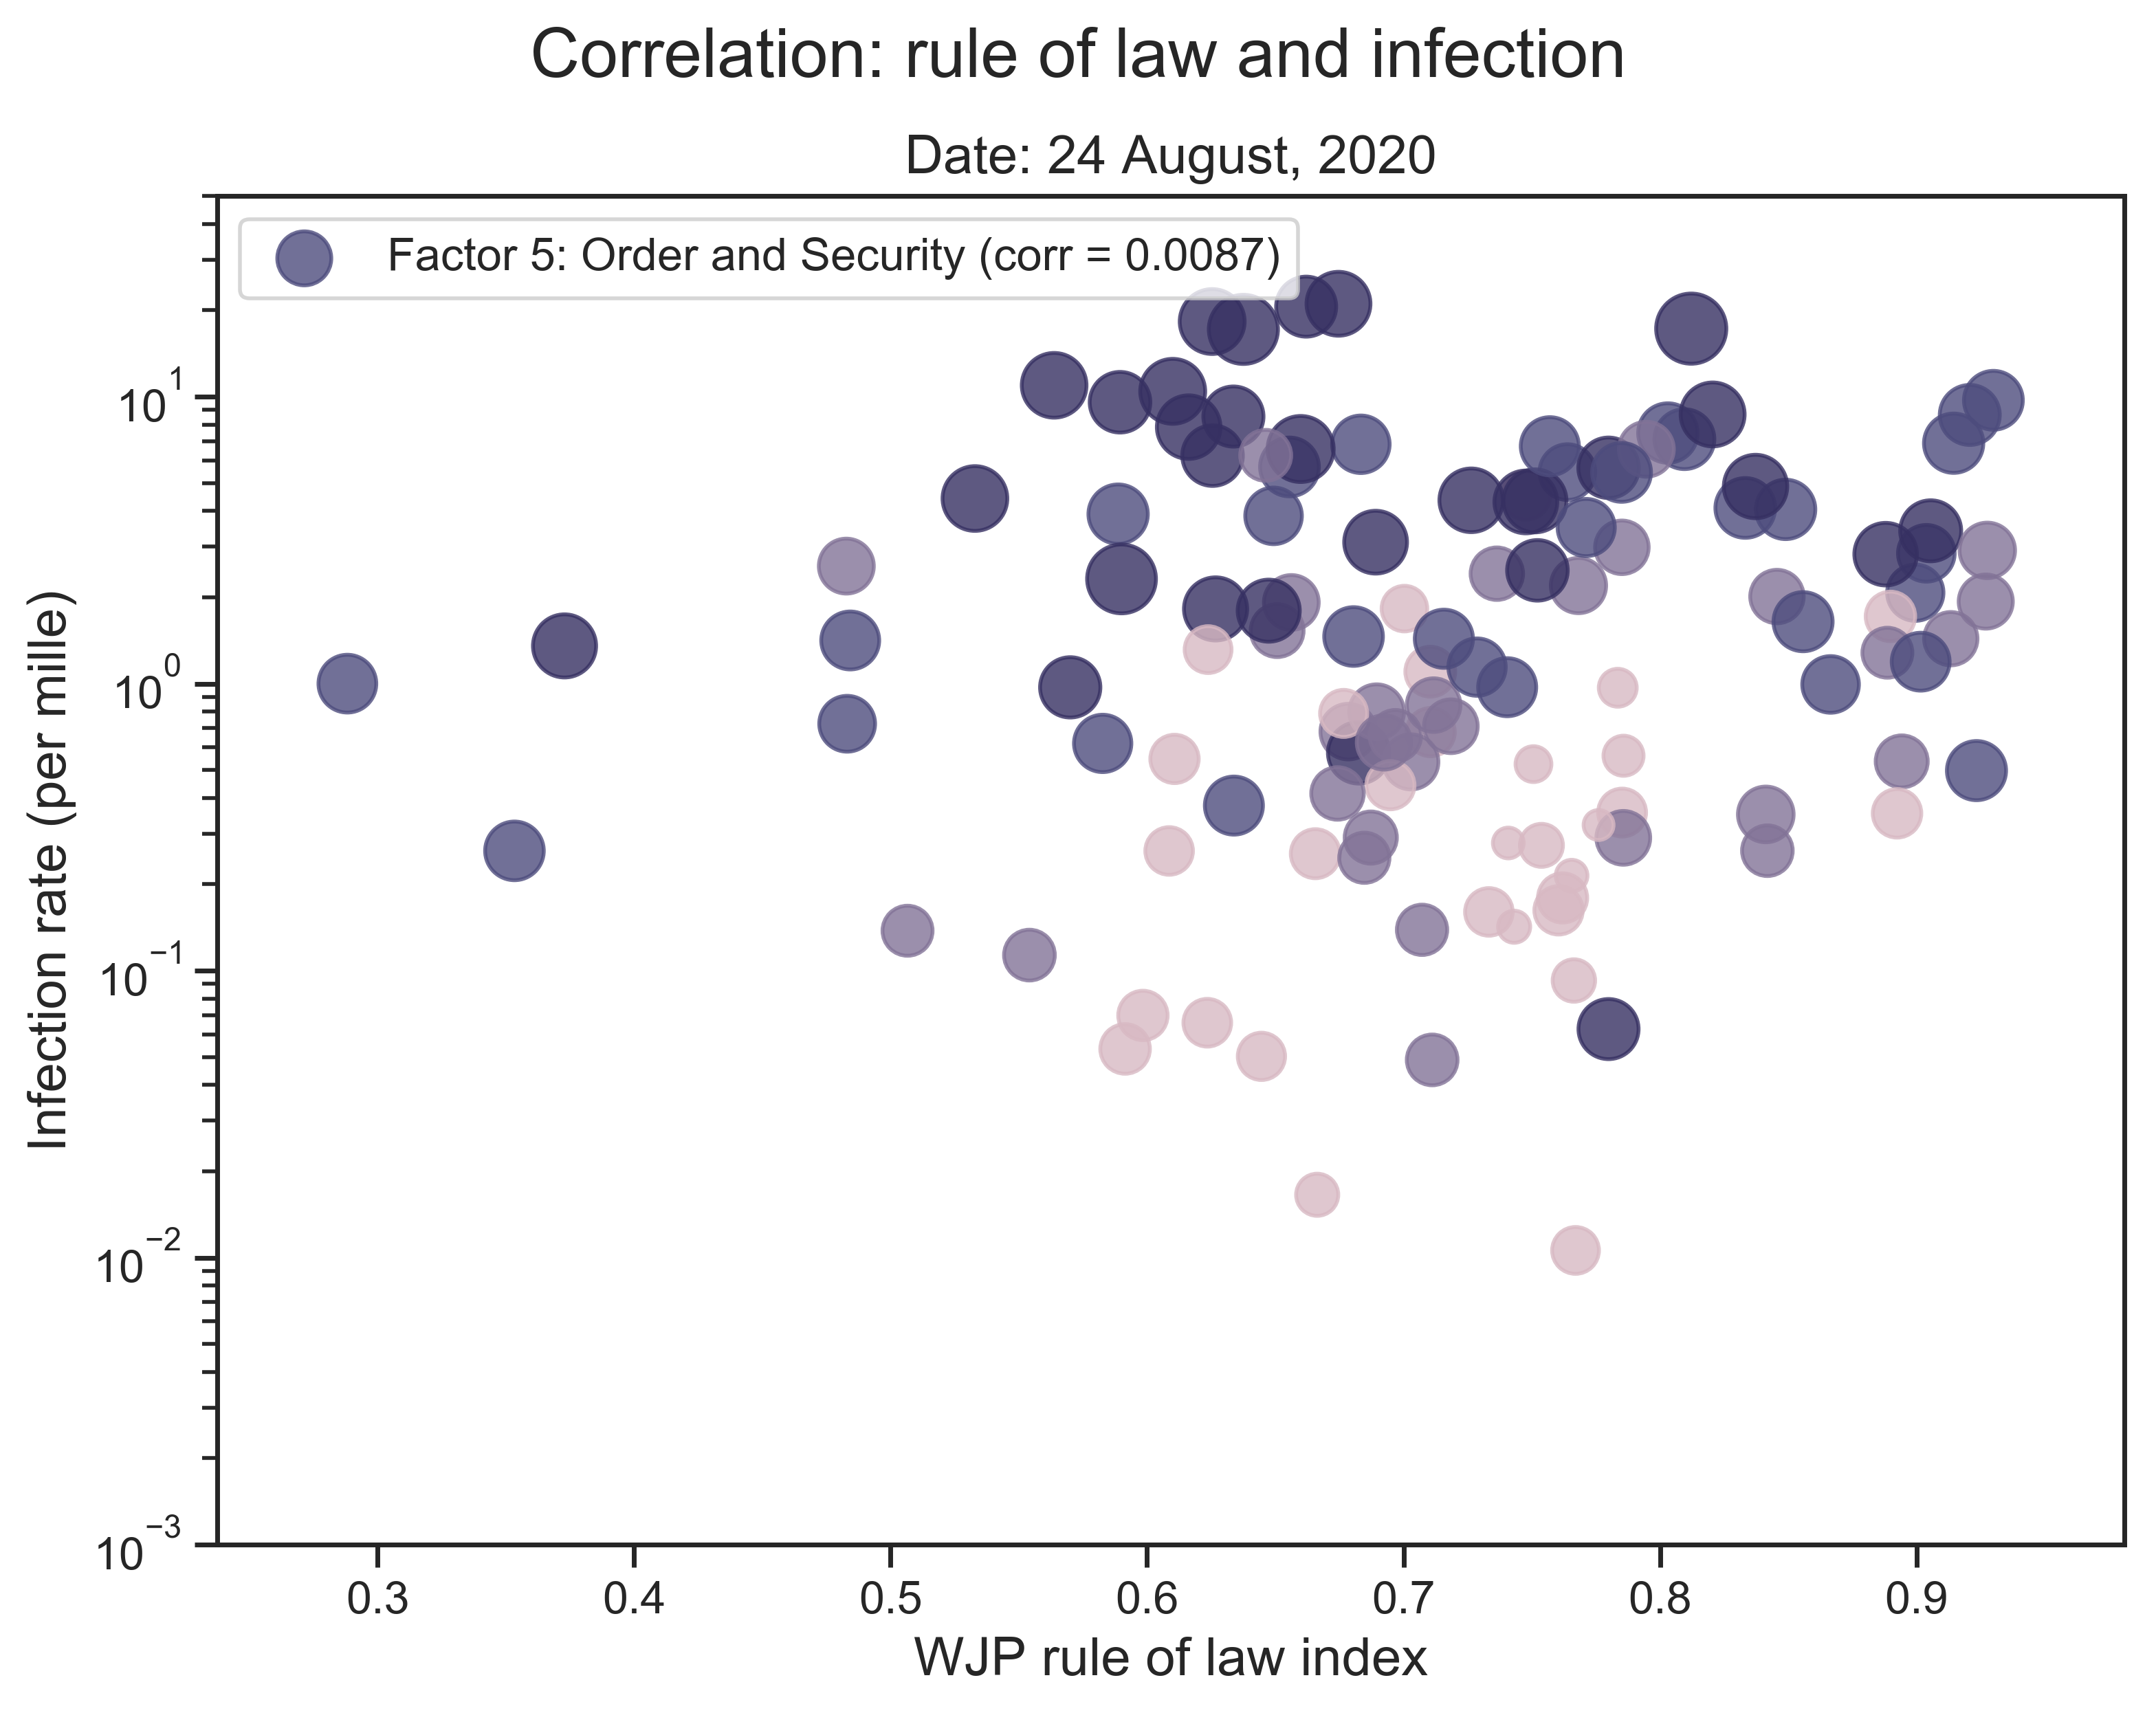 Correlation: rule of law and infection
Date: 24 August, 2020
Factor 5: Order and Security (corr = 0.0087)
Infection rate (per mille)
10^1
10^0
10^−1
10^−2
10^−3
0.3 0.4 0.5 0.6 0.7 0.8 0.9
WJP rule of law index